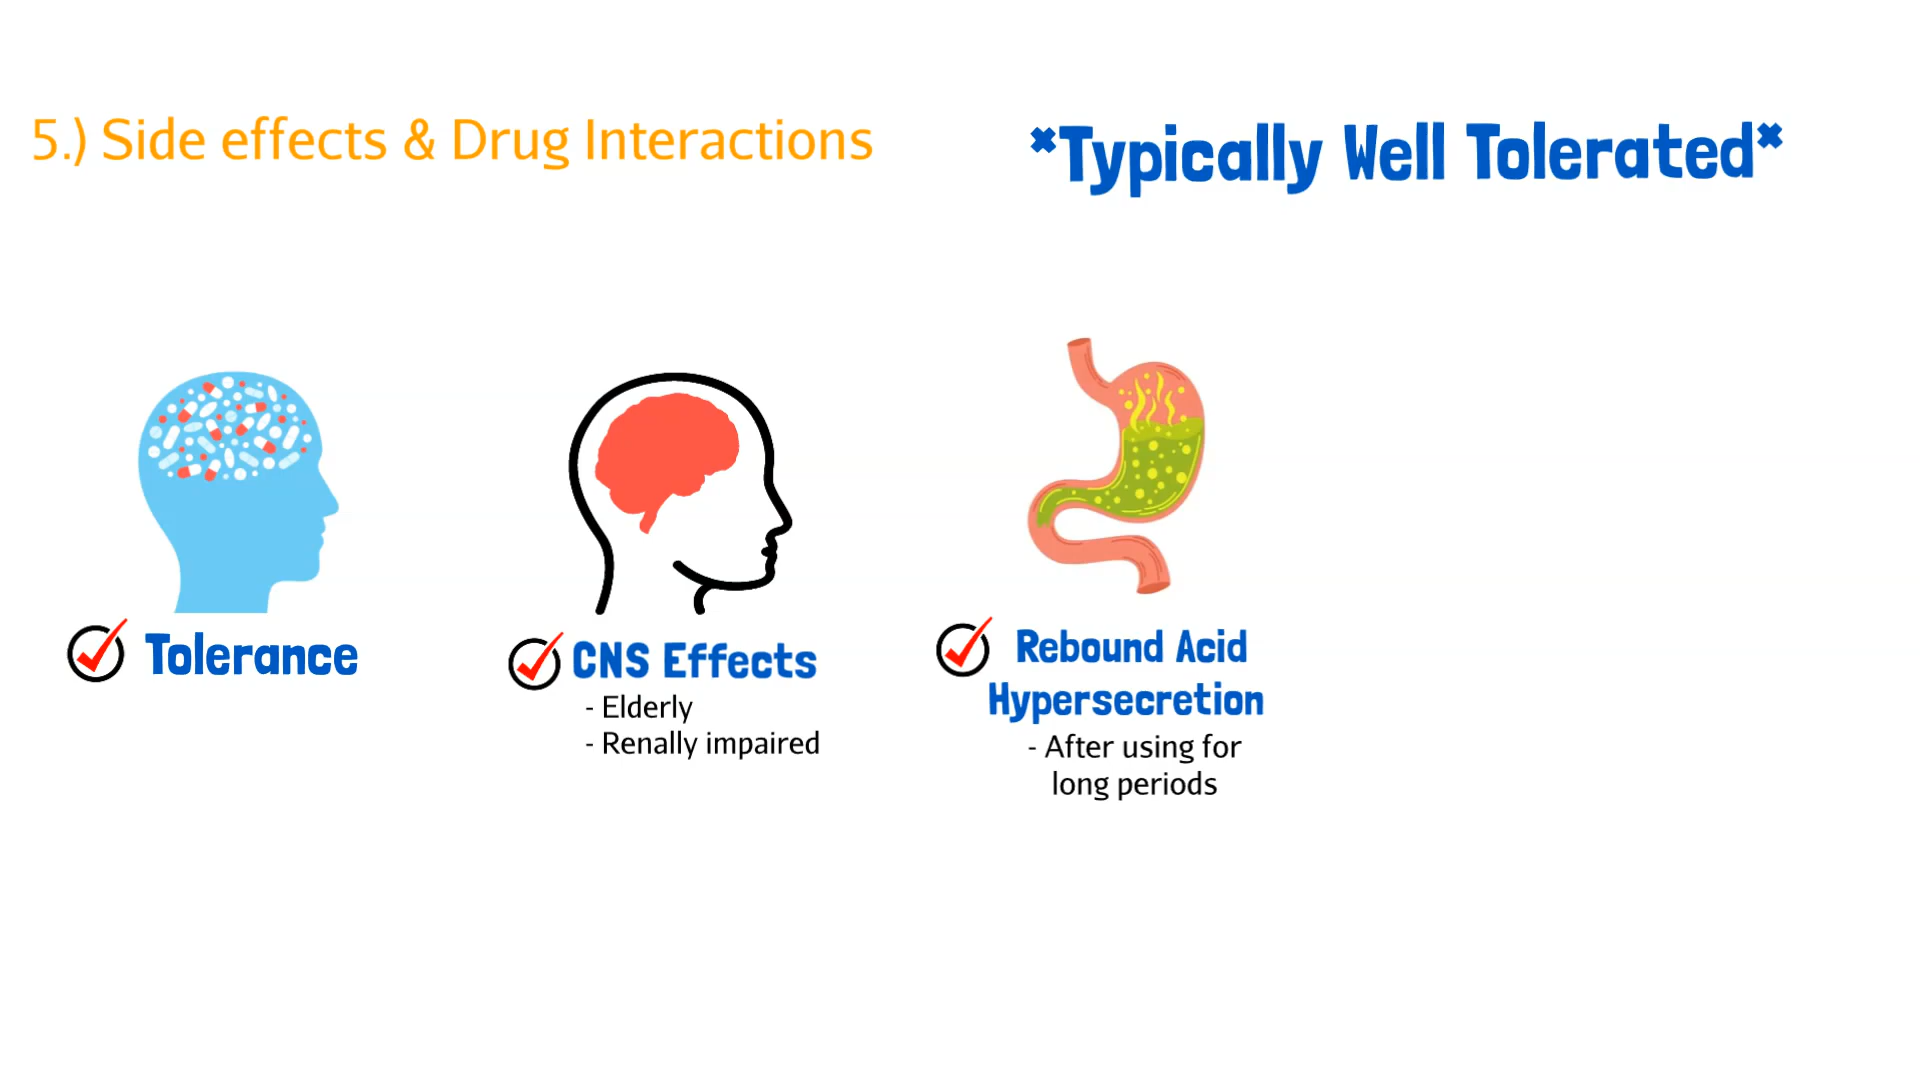 5.) Side effects & Drug Interactions
*Typically Well Tolerated*
Tolerance
CNS Effects
- Elderly
- Renally impaired
Rebound Acid
Hypersecretion
- After using for
long periods